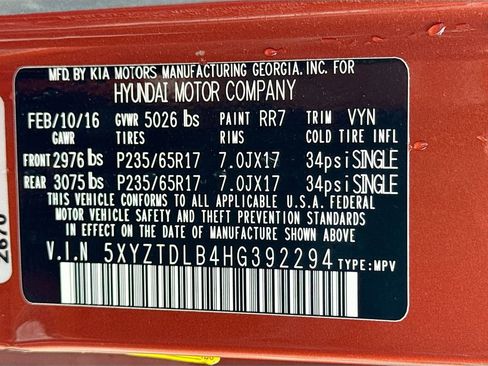 MFD. BY KIA MOTORS MANUFACTURING GEORGIA. INC. FOR
HYUNDAI MOTOR COMPANY
FEB/10/16 GVWR 5026 lbs PAINT RR7 TRIM VYN
GAWR TIRES RIMS COLD TIRE INFL
FRONT 2976 lbs P235/65R17 7.0JX17 34psi SINGLE
REAR 3075 lbs P235/65R17 7.0JX17 34psi SINGLE
THIS VEHICLE CONFORMS TO ALL APPLICABLE U.S.A. FEDERAL
MOTOR VEHICLE SAFETY AND THEFT PREVENTION STANDARDS
IN EFFECT ON THE DATE OF MANUFACTURE SHOWN ABOVE.
V.I.N 5XYZTDLB4HG392294 TYPE: MPV